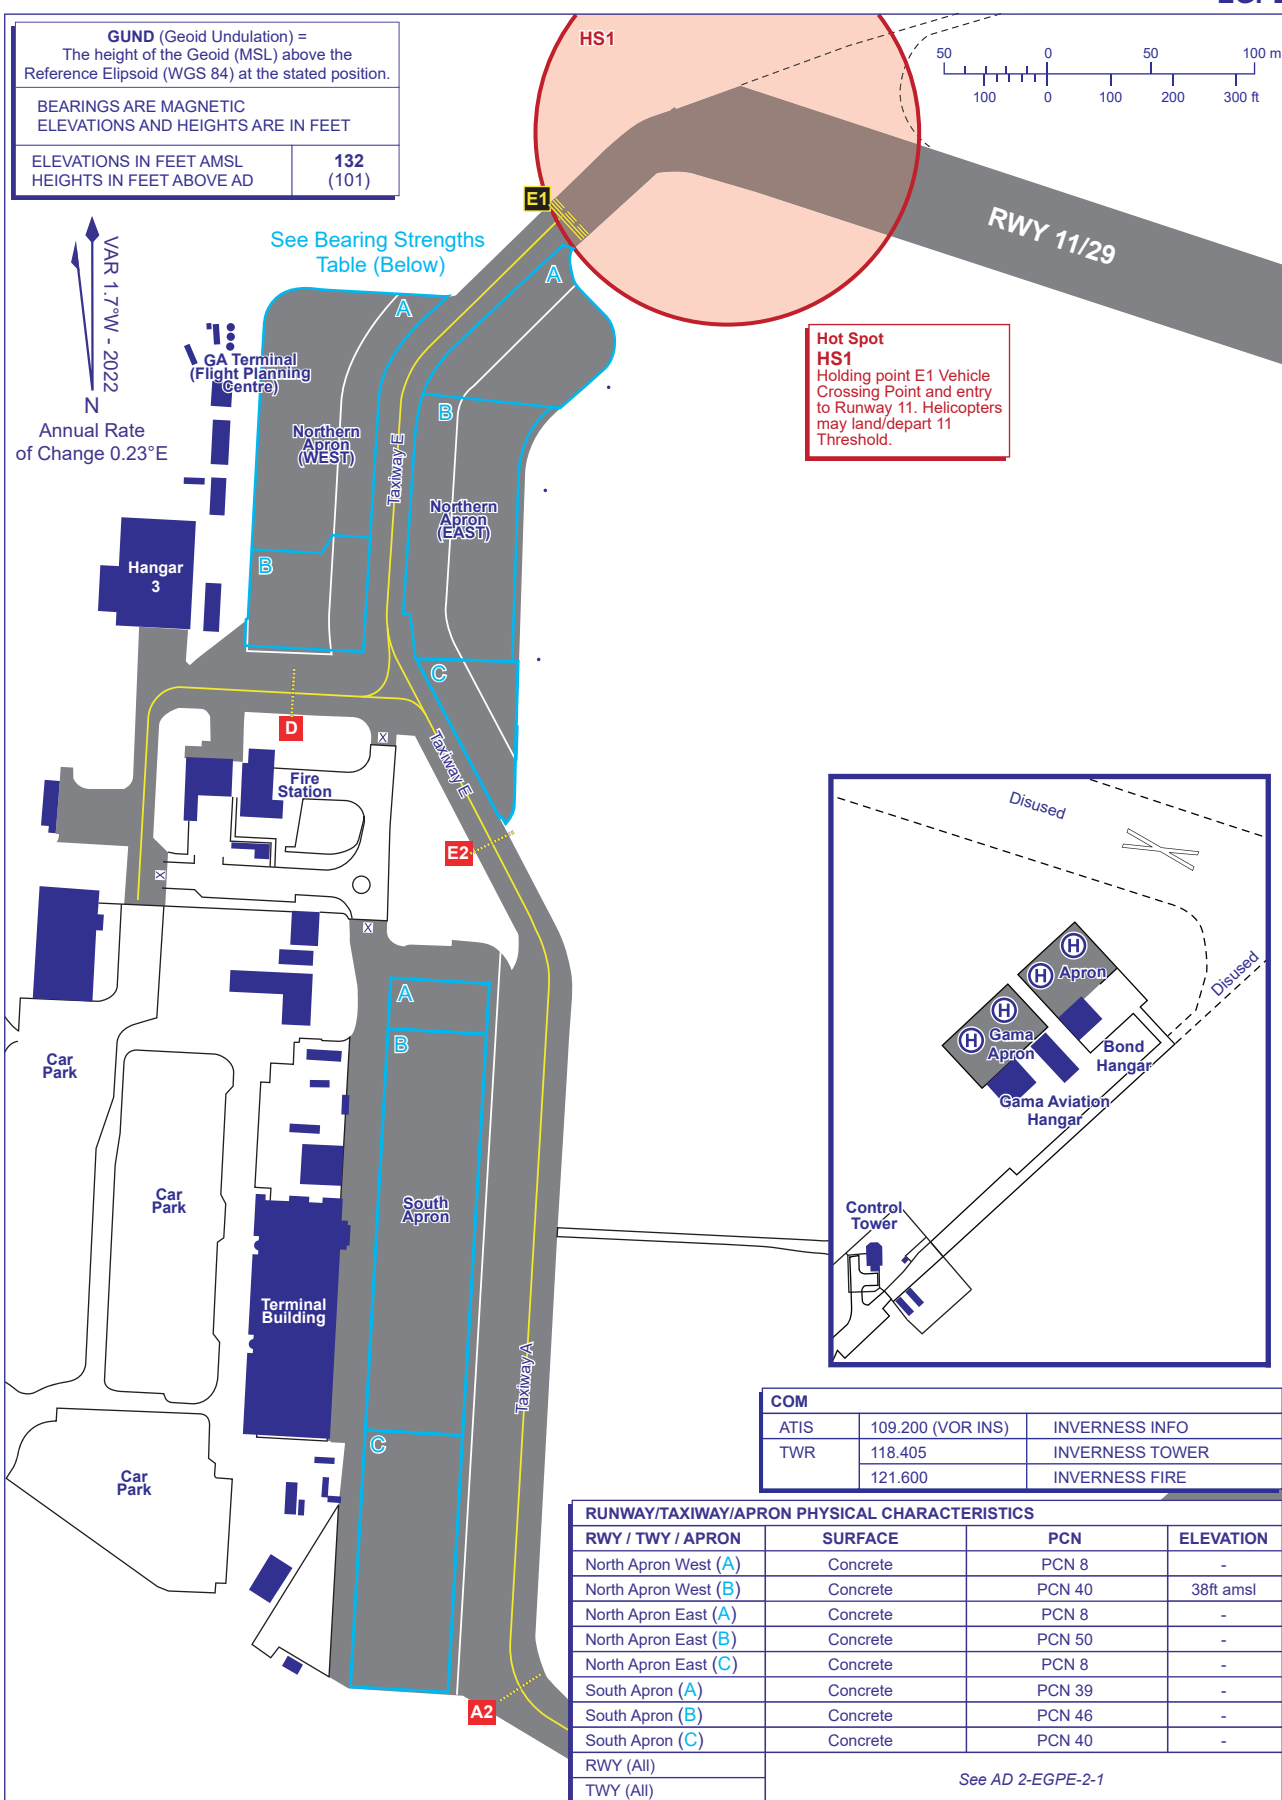 GUND (Geoid Undulation) =
The height of the Geoid (MSL) above the
Reference Elipsoid (WGS 84) at the stated position.
BEARINGS ARE MAGNETIC
ELEVATIONS AND HEIGHTS ARE IN FEET
ELEVATIONS IN FEET AMSL 132
HEIGHTS IN FEET ABOVE AD (101)
HS1
50 0 50 100 m
100 0 100 200 300 ft
E1
RWY 11/29
VAR 1.7°W - 2022
N
Annual Rate
of Change 0.23°E
See Bearing Strengths
Table (Below)
A
A
GA Terminal
(Flight Planning
Centre)
Hot Spot
HS1
Holding point E1 Vehicle
Crossing Point and entry
to Runway 11. Helicopters
may land/depart 11
Threshold.
B
Northern
Apron
(WEST)
Taxiway E
Northern
Apron
(EAST)
B
Hangar
3
C
D
X
Taxiway E
Fire
Station
E2
X
X
Disused
Disused
H
H Apron
H
H
Gama
Apron
Bond
Hangar
Gama Aviation
Hangar
Control
Tower
A
B
Car
Park
Car
Park
South
Apron
Terminal
Building
Taxiway A
C
Car
Park
A2
COM
ATIS 109.200 (VOR INS) INVERNESS INFO
TWR 118.405 INVERNESS TOWER
121.600 INVERNESS FIRE
RUNWAY/TAXIWAY/APRON PHYSICAL CHARACTERISTICS
RWY / TWY / APRON SURFACE PCN ELEVATION
North Apron West (A) Concrete PCN 8 -
North Apron West (B) Concrete PCN 40 38ft amsl
North Apron East (A) Concrete PCN 8 -
North Apron East (B) Concrete PCN 50 -
North Apron East (C) Concrete PCN 8 -
South Apron (A) Concrete PCN 39 -
South Apron (B) Concrete PCN 46 -
South Apron (C) Concrete PCN 40 -
RWY (All)
TWY (All)
See AD 2-EGPE-2-1